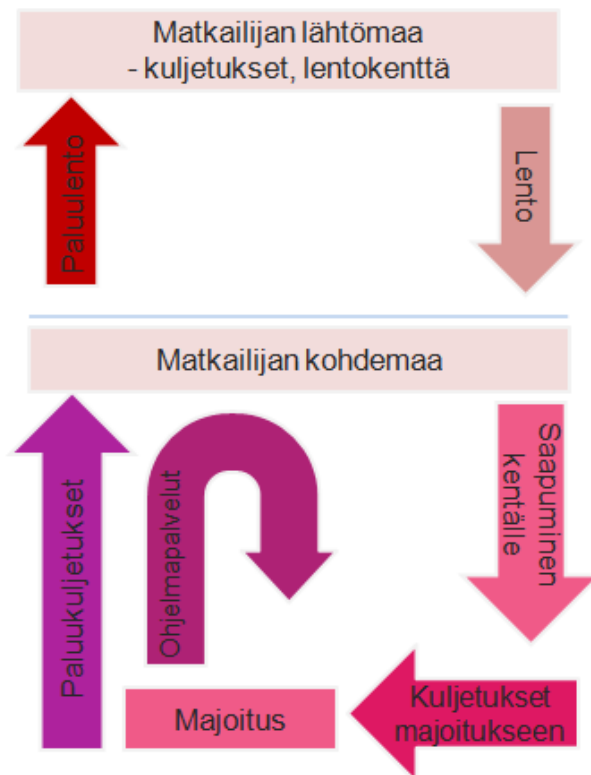 Matkailijan lähtömaa
- kuljetukset, lentokenttä
Paluulento
Lento
Matkailijan kohdemaa
Paluukuljetukset
Ohjelmapalvelut
Saapuminen
kentälle
Majoitus
Kuljetukset
majoitukseen